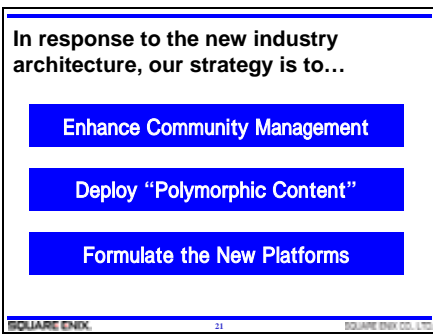 In response to the new industry
architecture, our strategy is to…
Enhance Community Management
Deploy “Polymorphic Content”
Formulate the New Platforms
SQUARE ENIX.
21
SQUARE ENIX CO., LTD.